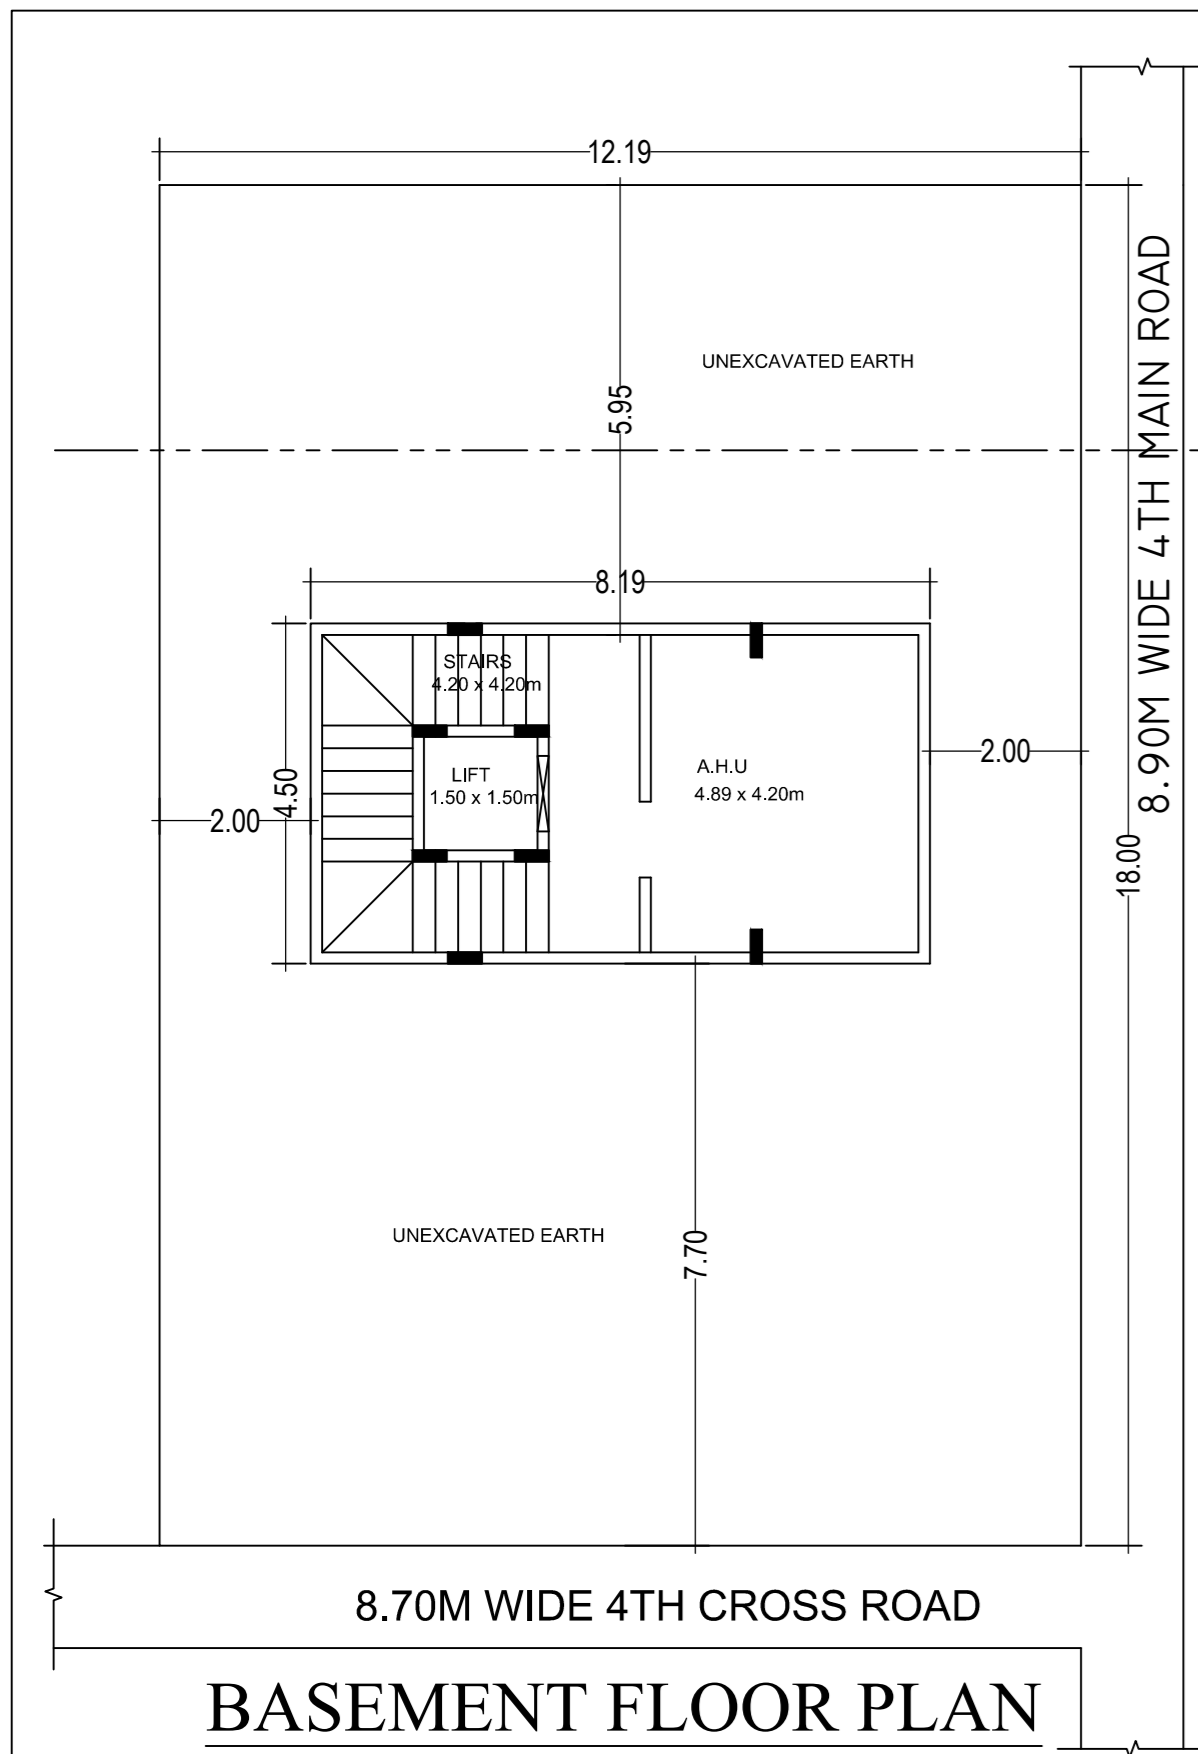 12.19
8.90M WIDE 4TH MAIN ROAD
UNEXCAVATED EARTH
5.95
8.19
STAIRS
4.20 x 4.20m
LIFT
1.50 x 1.50m
A.H.U
4.89 x 4.20m
2.00
4.50
2.00
18.00
UNEXCAVATED EARTH
7.70
8.70M WIDE 4TH CROSS ROAD
BASEMENT FLOOR PLAN